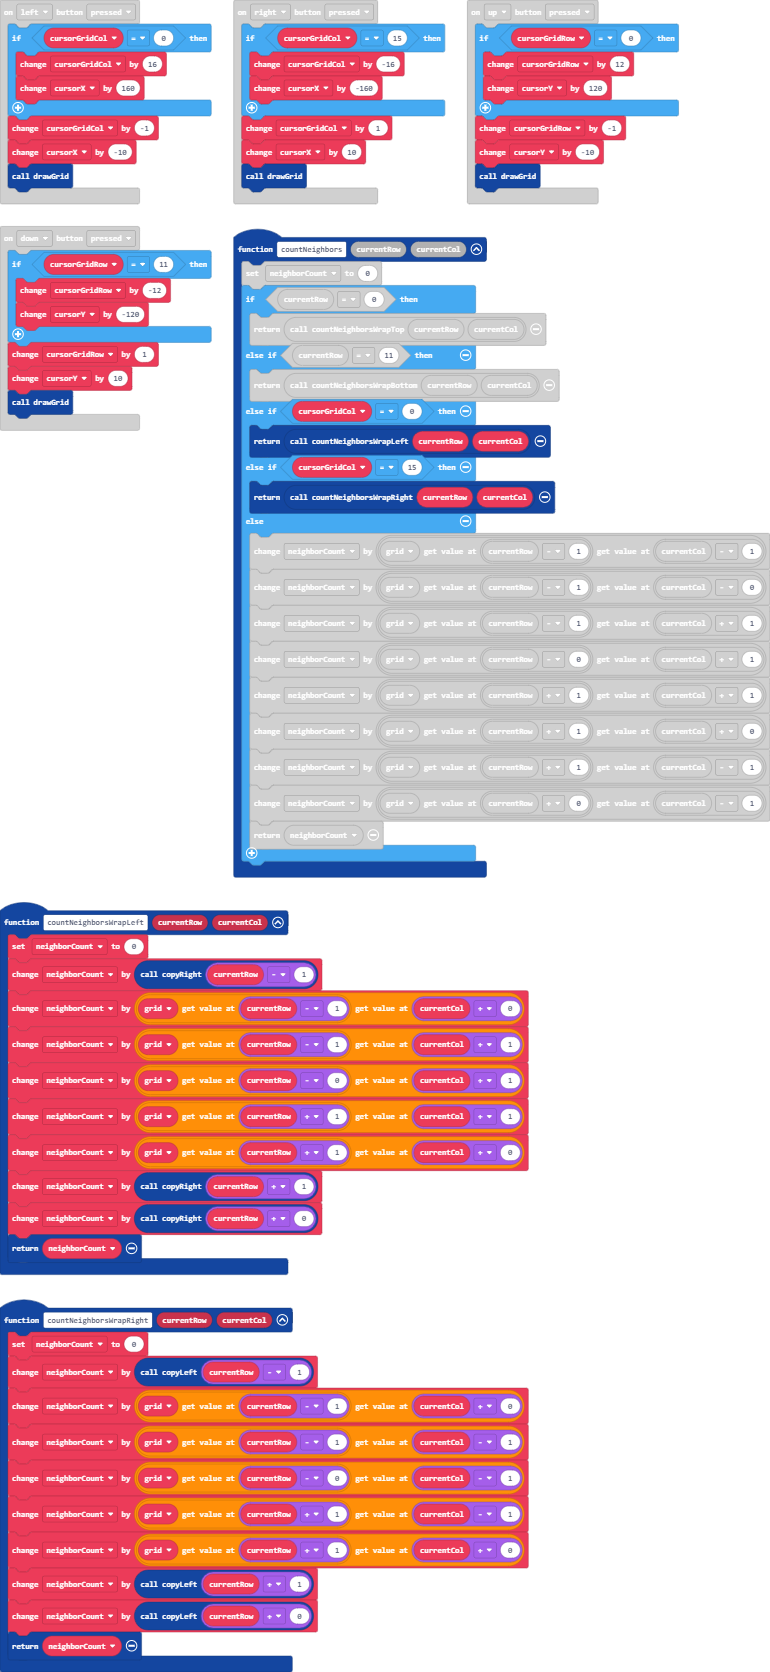 on left button pressed
if cursorGridCol = 0 then
change cursorGridCol by 16
change cursorX by 160
change cursorGridCol by -1
change cursorX by -10
call drawGrid
on right button pressed
if cursorGridCol = 15 then
change cursorGridCol by -16
change cursorX by -160
change cursorGridCol by 1
change cursorX by 10
call drawGrid
on up button pressed
if cursorGridRow = 0 then
change cursorGridRow by 12
change cursorY by 120
change cursorGridRow by -1
change cursorY by -10
call drawGrid
on down button pressed
if cursorGridRow = 11 then
change cursorGridRow by -12
change cursorY by -120
change cursorGridRow by 1
change cursorY by 10
call drawGrid
function countNeighbors currentRow currentCol
set neighborCount to 0
if currentRow = 0 then
return call countNeighborsWrapTop currentRow currentCol
else if currentRow = 11 then
return call countNeighborsWrapBottom currentRow currentCol
else if cursorGridCol = 0 then
return call countNeighborsWrapLeft currentRow currentCol
else if cursorGridCol = 15 then
return call countNeighborsWrapRight currentRow currentCol
else
change neighborCount by grid get value at currentRow - 1 get value at currentCol - 1
change neighborCount by grid get value at currentRow - 1 get value at currentCol - 0
change neighborCount by grid get value at currentRow - 1 get value at currentCol + 1
change neighborCount by grid get value at currentRow - 0 get value at currentCol + 1
change neighborCount by grid get value at currentRow + 1 get value at currentCol + 1
change neighborCount by grid get value at currentRow + 1 get value at currentCol + 0
change neighborCount by grid get value at currentRow + 1 get value at currentCol - 1
change neighborCount by grid get value at currentRow + 0 get value at currentCol - 1
return neighborCount
function countNeighborsWrapLeft currentRow currentCol
set neighborCount to 0
change neighborCount by call copyRight currentRow - 1
change neighborCount by grid get value at currentRow - 1 get value at currentCol + 0
change neighborCount by grid get value at currentRow - 1 get value at currentCol + 1
change neighborCount by grid get value at currentRow - 0 get value at currentCol + 1
change neighborCount by grid get value at currentRow + 1 get value at currentCol + 1
change neighborCount by grid get value at currentRow + 1 get value at currentCol + 0
change neighborCount by call copyRight currentRow + 1
change neighborCount by call copyRight currentRow + 0
return neighborCount
function countNeighborsWrapRight currentRow currentCol
set neighborCount to 0
change neighborCount by call copyLeft currentRow - 1
change neighborCount by grid get value at currentRow - 1 get value at currentCol + 0
change neighborCount by grid get value at currentRow - 1 get value at currentCol - 1
change neighborCount by grid get value at currentRow - 0 get value at currentCol - 1
change neighborCount by grid get value at currentRow + 1 get value at currentCol - 1
change neighborCount by grid get value at currentRow + 1 get value at currentCol + 0
change neighborCount by call copyLeft currentRow + 1
change neighborCount by call copyLeft currentRow + 0
return neighborCount